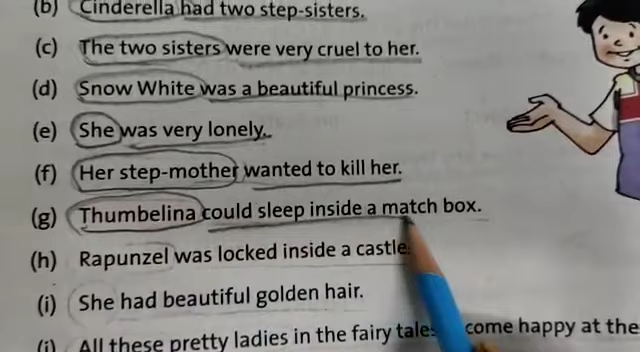 (b) Cinderella had two step-sisters.
(c) The two sisters were very cruel to her.
(d) Snow White was a beautiful princess.
(e) She was very lonely.
(f) Her step-mother wanted to kill her.
(g) Thumbelina could sleep inside a match box.
(h) Rapunzel was locked inside a castle.
(i) She had beautiful golden hair.
(j) All these pretty ladies in the fairy tales come happy at the